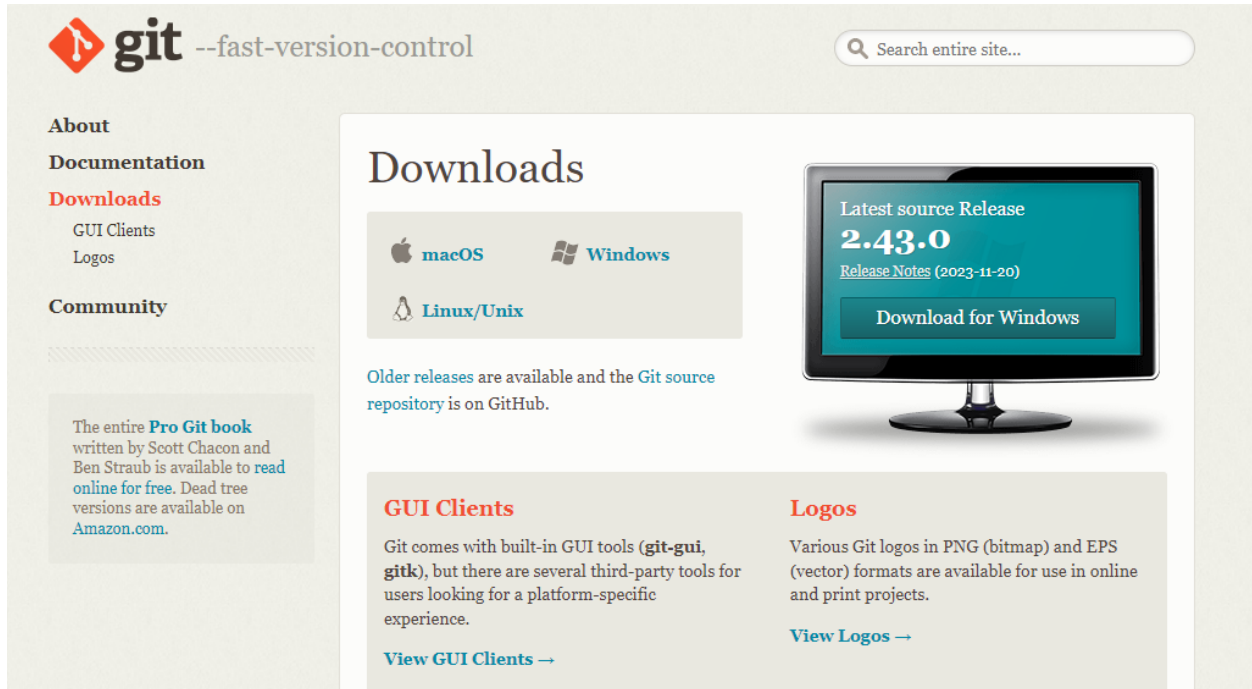 git --fast-version-control
Search entire site...
About
Documentation
Downloads
GUI Clients
Logos
Community
The entire Pro Git book
written by Scott Chacon and
Ben Straub is available to read
online for free. Dead tree
versions are available on
Amazon.com.
Downloads
macOS
Windows
Linux/Unix
Older releases are available and the Git source
repository is on GitHub.
Latest source Release
2.43.0
Release Notes (2023-11-20)
Download for Windows
GUI Clients
Git comes with built-in GUI tools (git-gui,
gitk), but there are several third-party tools for
users looking for a platform-specific
experience.
View GUI Clients →
Logos
Various Git logos in PNG (bitmap) and EPS
(vector) formats are available for use in online
and print projects.
View Logos →